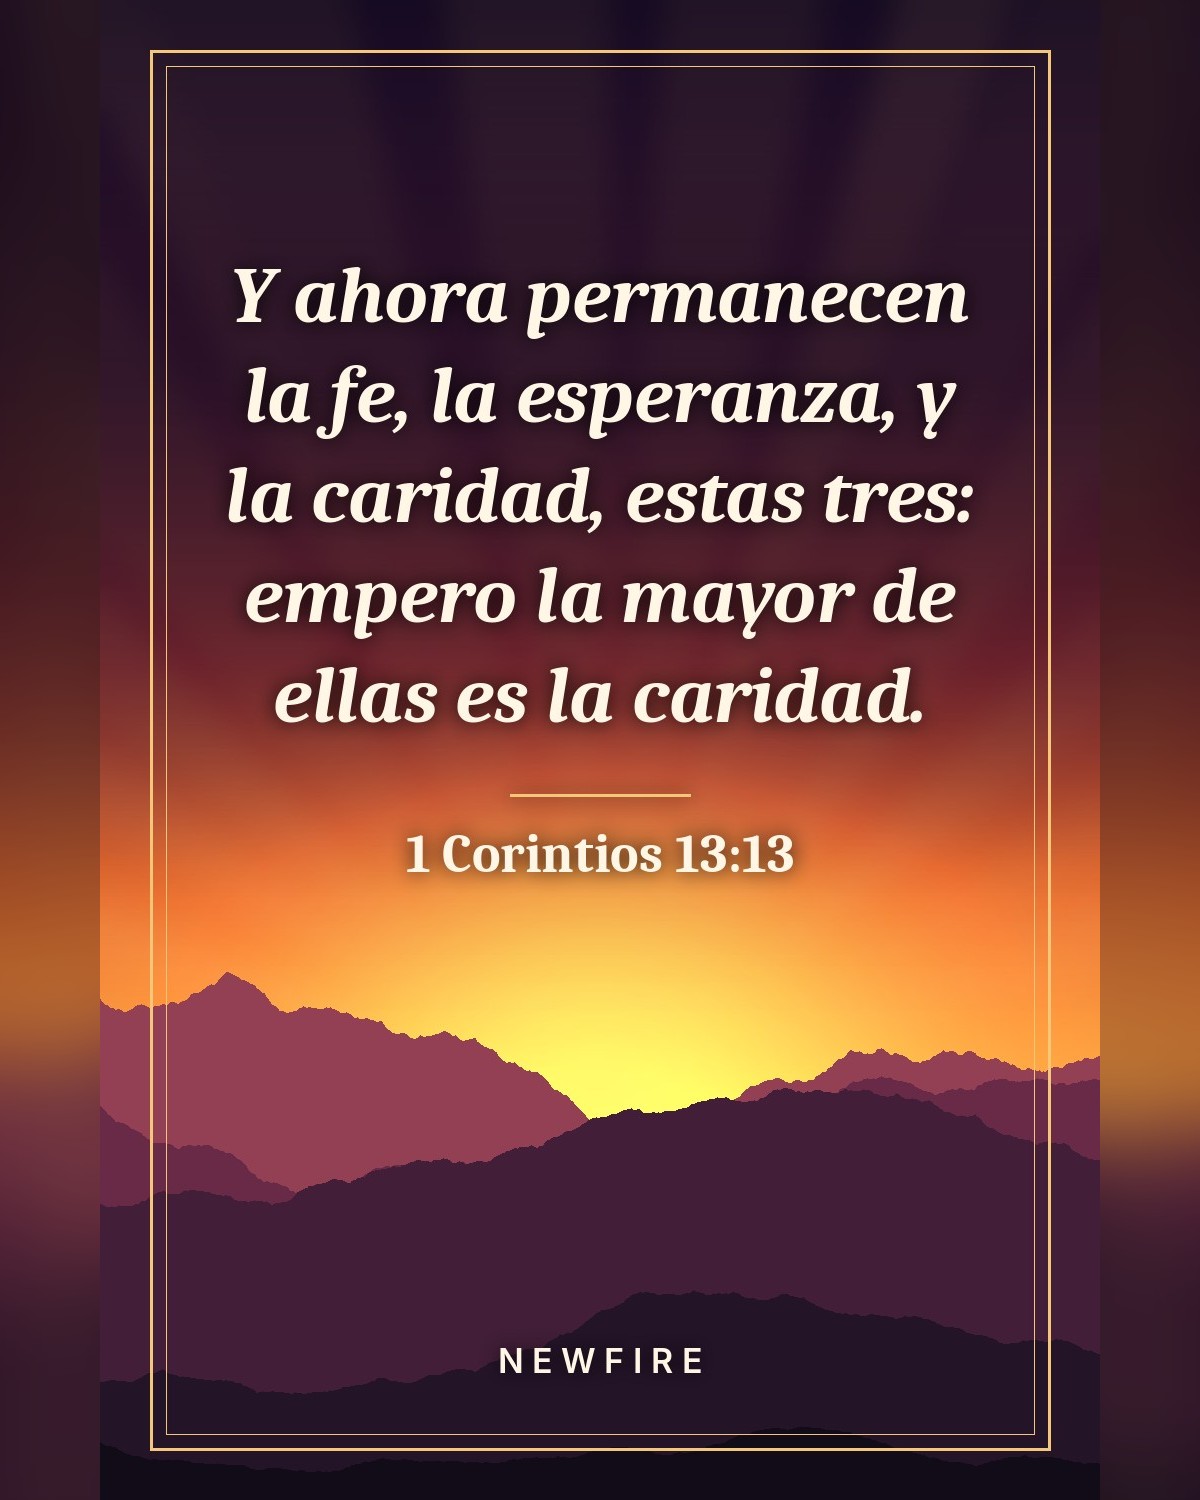 Y ahora permanecen
la fe, la esperanza, y
la caridad, estas tres:
empero la mayor de
ellas es la caridad.
1 Corintios 13:13
NEWFIRE